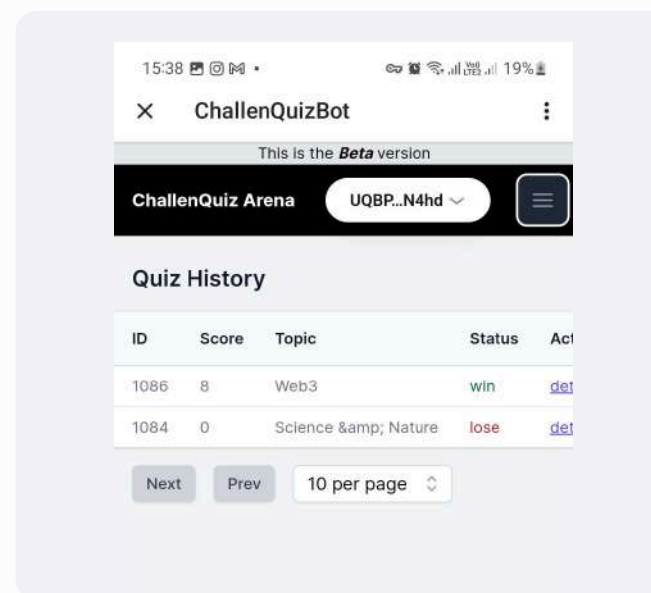 15:38 19%
ChallenQuizBot
This is the Beta version
ChallenQuiz Arena UQBP...N4hd
Quiz History
ID Score Topic Status Act
1086 8 Web3 win det
1084 0 Science &amp; Nature lose det
Next Prev 10 per page